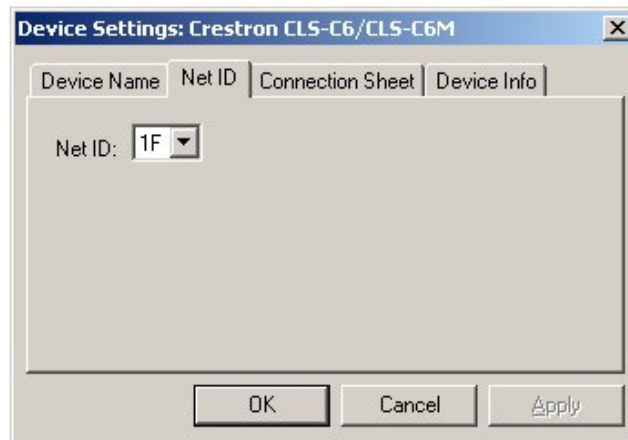 Device Settings: Crestron CLS-C6/CLS-C6M
Device Name Net ID Connection Sheet Device Info
Net ID: 1F
OK Cancel Apply